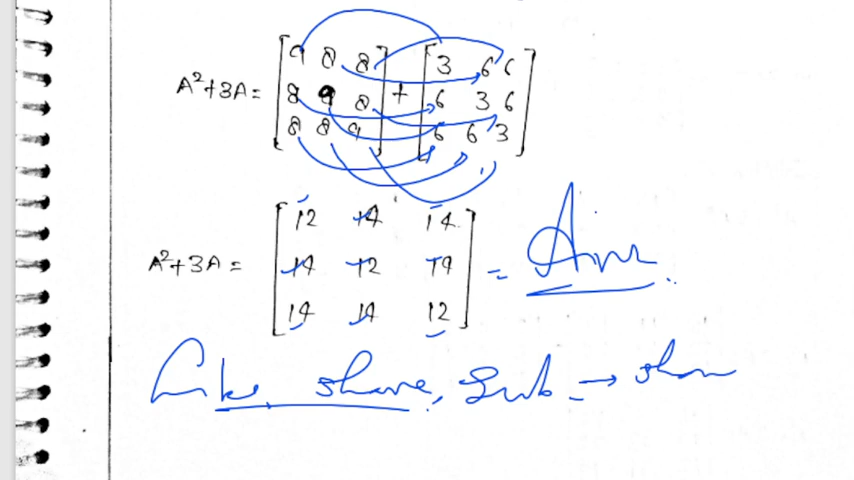 A²+3A = [9 8 8] + [3 6 6]
[8 9 8] [6 3 6]
[8 8 9] [6 6 3]
A²+3A = [12 14 14] = Ans
[14 12 14]
[14 14 12]
Like, share, Sub → share